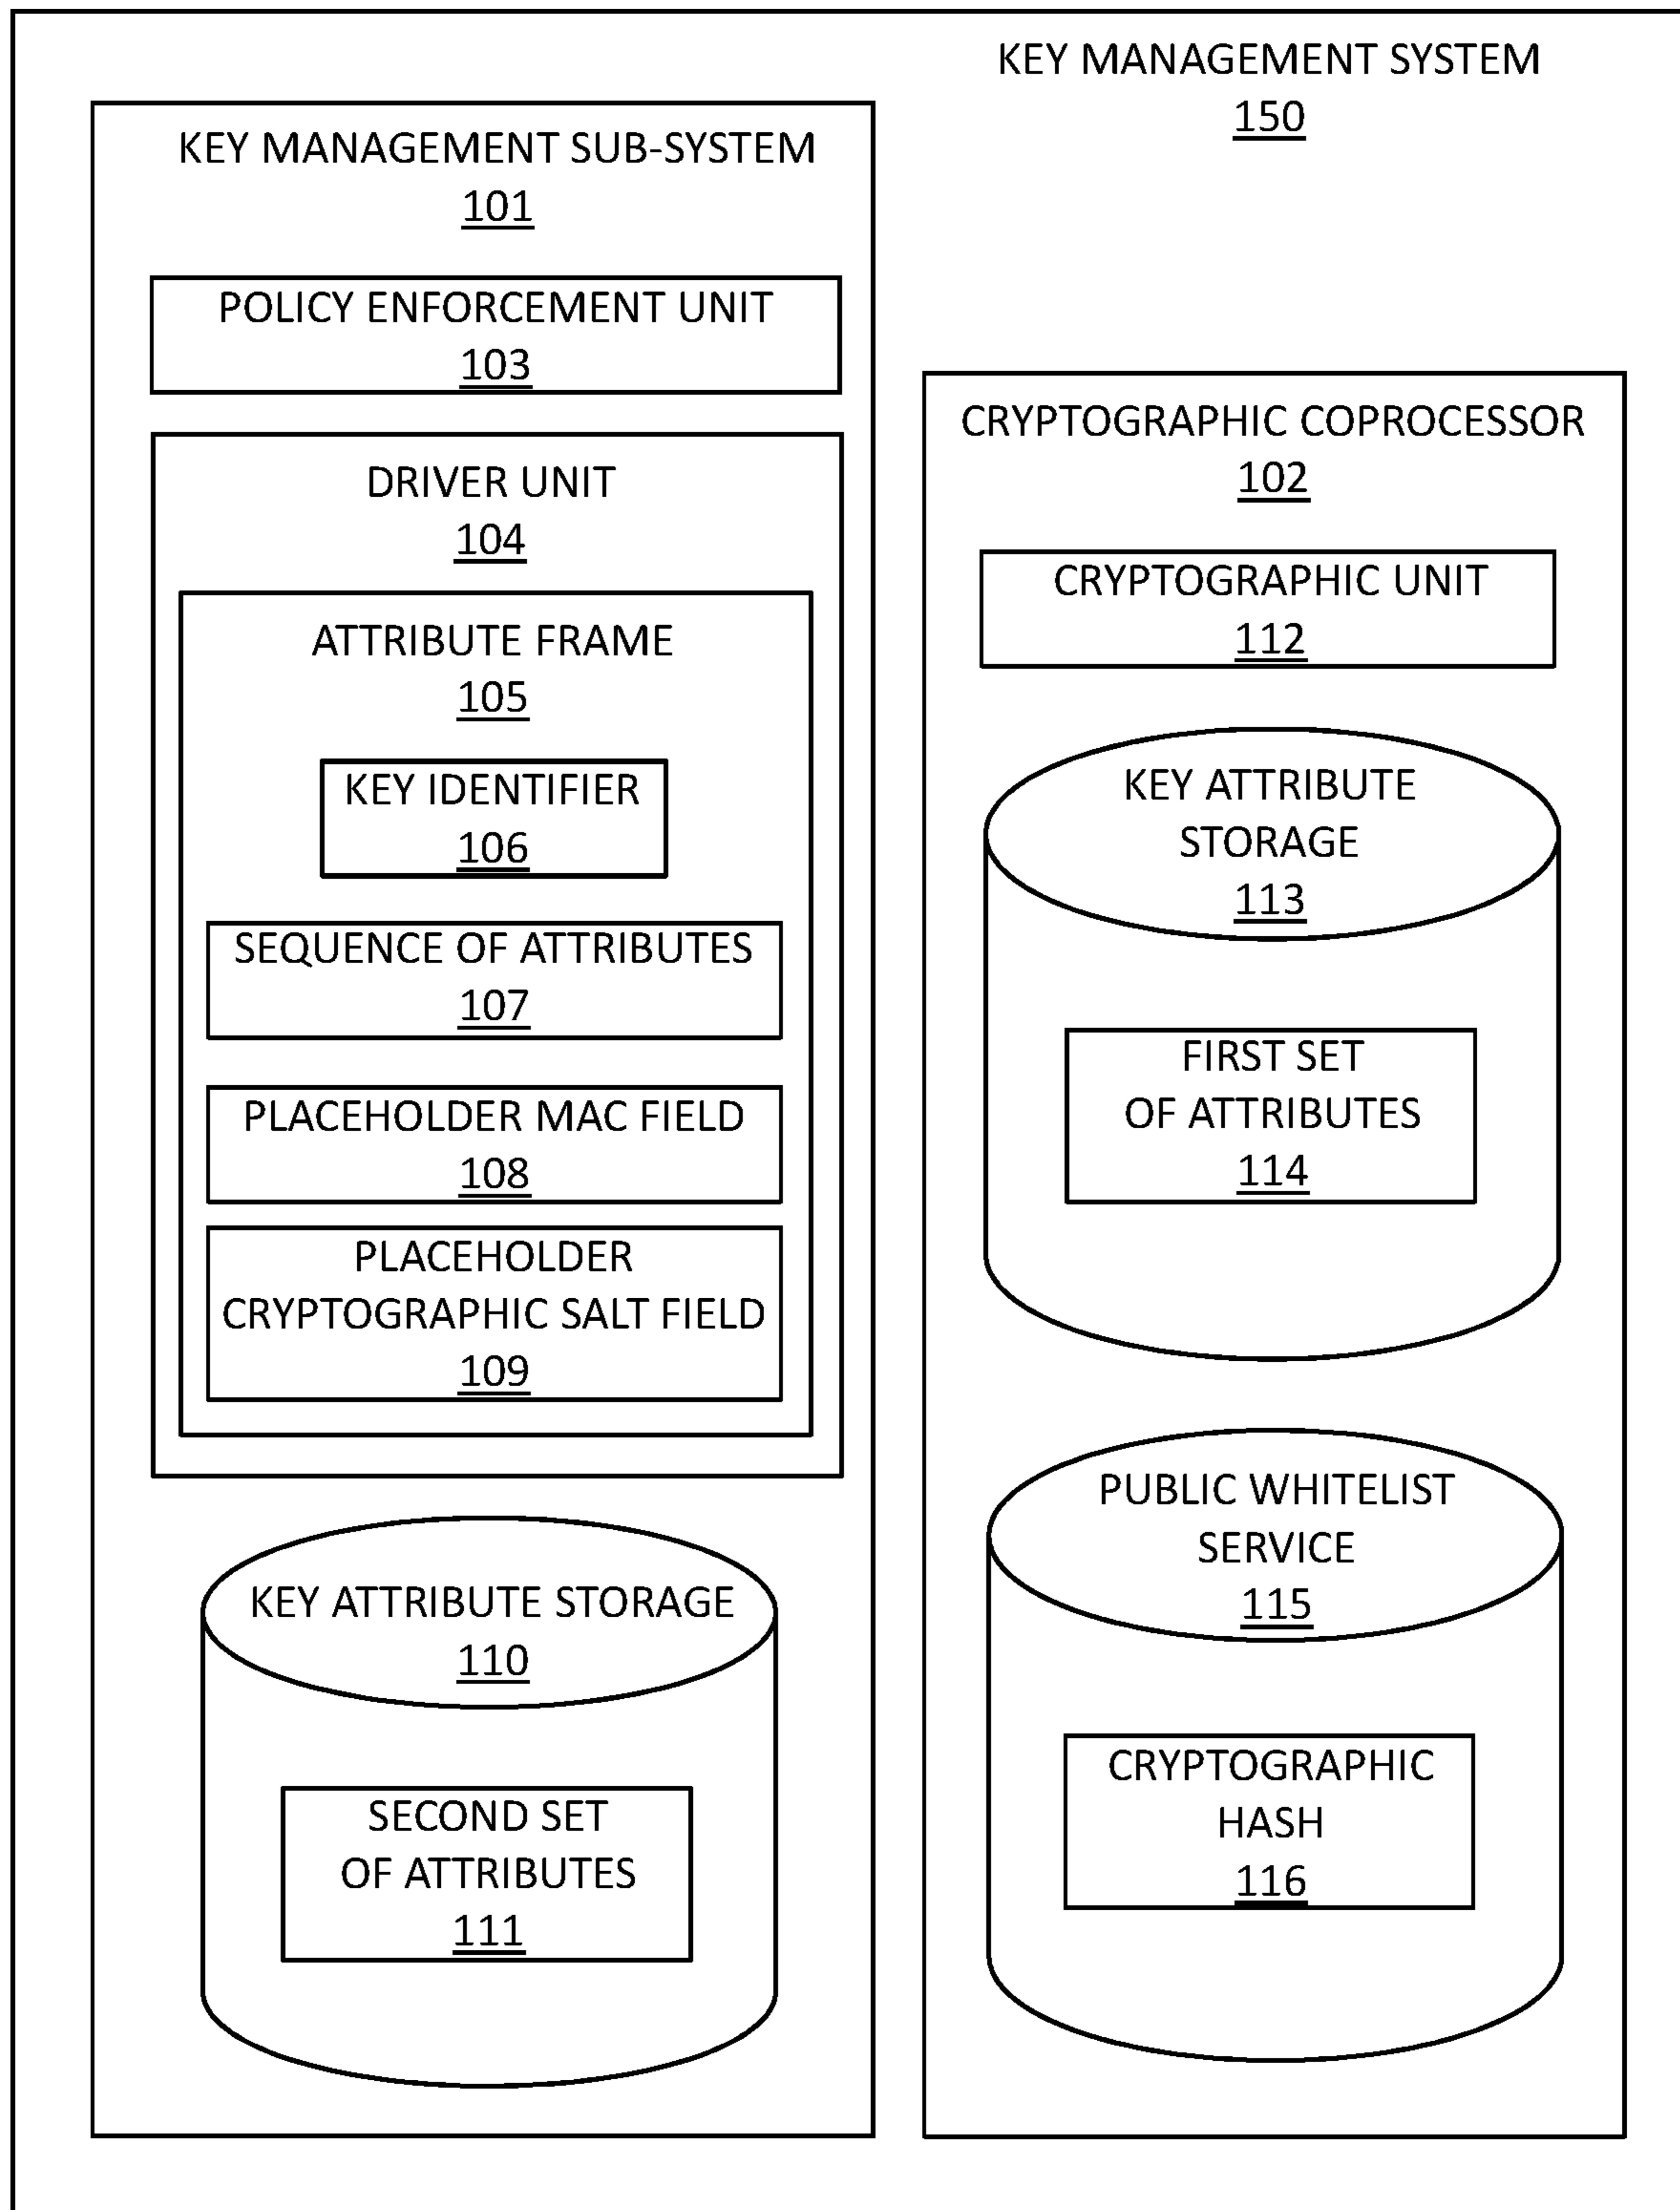 KEY MANAGEMENT SYSTEM
150
KEY MANAGEMENT SUB-SYSTEM
101
POLICY ENFORCEMENT UNIT
103
DRIVER UNIT
104
ATTRIBUTE FRAME
105
KEY IDENTIFIER
106
SEQUENCE OF ATTRIBUTES
107
PLACEHOLDER MAC FIELD
108
PLACEHOLDER
CRYPTOGRAPHIC SALT FIELD
109
KEY ATTRIBUTE STORAGE
110
SECOND SET
OF ATTRIBUTES
111
CRYPTOGRAPHIC COPROCESSOR
102
CRYPTOGRAPHIC UNIT
112
KEY ATTRIBUTE
STORAGE
113
FIRST SET
OF ATTRIBUTES
114
PUBLIC WHITELIST
SERVICE
115
CRYPTOGRAPHIC
HASH
116